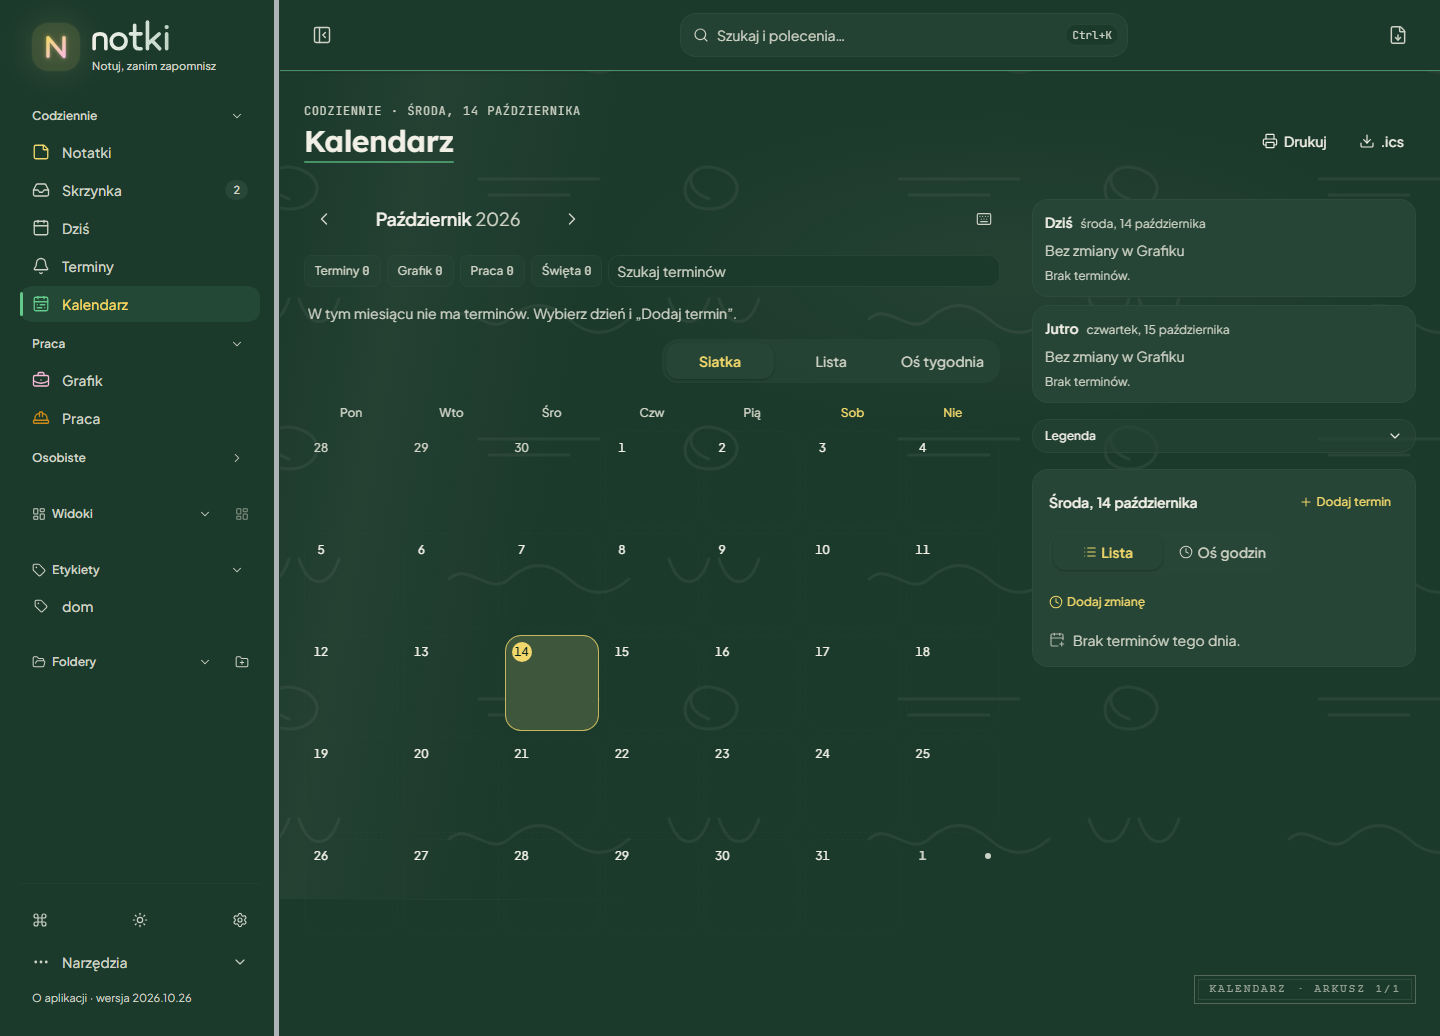 N notki
Notuj, zanim zapomnisz
Codziennie
Notatki
Skrzynka 2
Dziś
Terminy
Kalendarz
Praca
Grafik
Praca
Osobiste
Widoki
Etykiety
dom
Foldery
Narzędzia
O aplikacji · wersja 2026.10.26
Szukaj i polecenia… Ctrl+K
CODZIENNIE · ŚRODA, 14 PAŹDZIERNIKA
Kalendarz
Drukuj .ics
Październik 2026
Terminy 0 Grafik 0 Praca 0 Święta 0 Szukaj terminów
W tym miesiącu nie ma terminów. Wybierz dzień i „Dodaj termin”.
Siatka Lista Oś tygodnia
Pon Wto Śro Czw Pią Sob Nie
28 29 30 1 2 3 4
5 6 7 8 9 10 11
12 13 14 15 16 17 18
19 20 21 22 23 24 25
26 27 28 29 30 31 1
Dziś środa, 14 października
Bez zmiany w Grafiku
Brak terminów.
Jutro czwartek, 15 października
Bez zmiany w Grafiku
Brak terminów.
Legenda
Środa, 14 października + Dodaj termin
Lista Oś godzin
Dodaj zmianę
Brak terminów tego dnia.
KALENDARZ · ARKUSZ 1/1